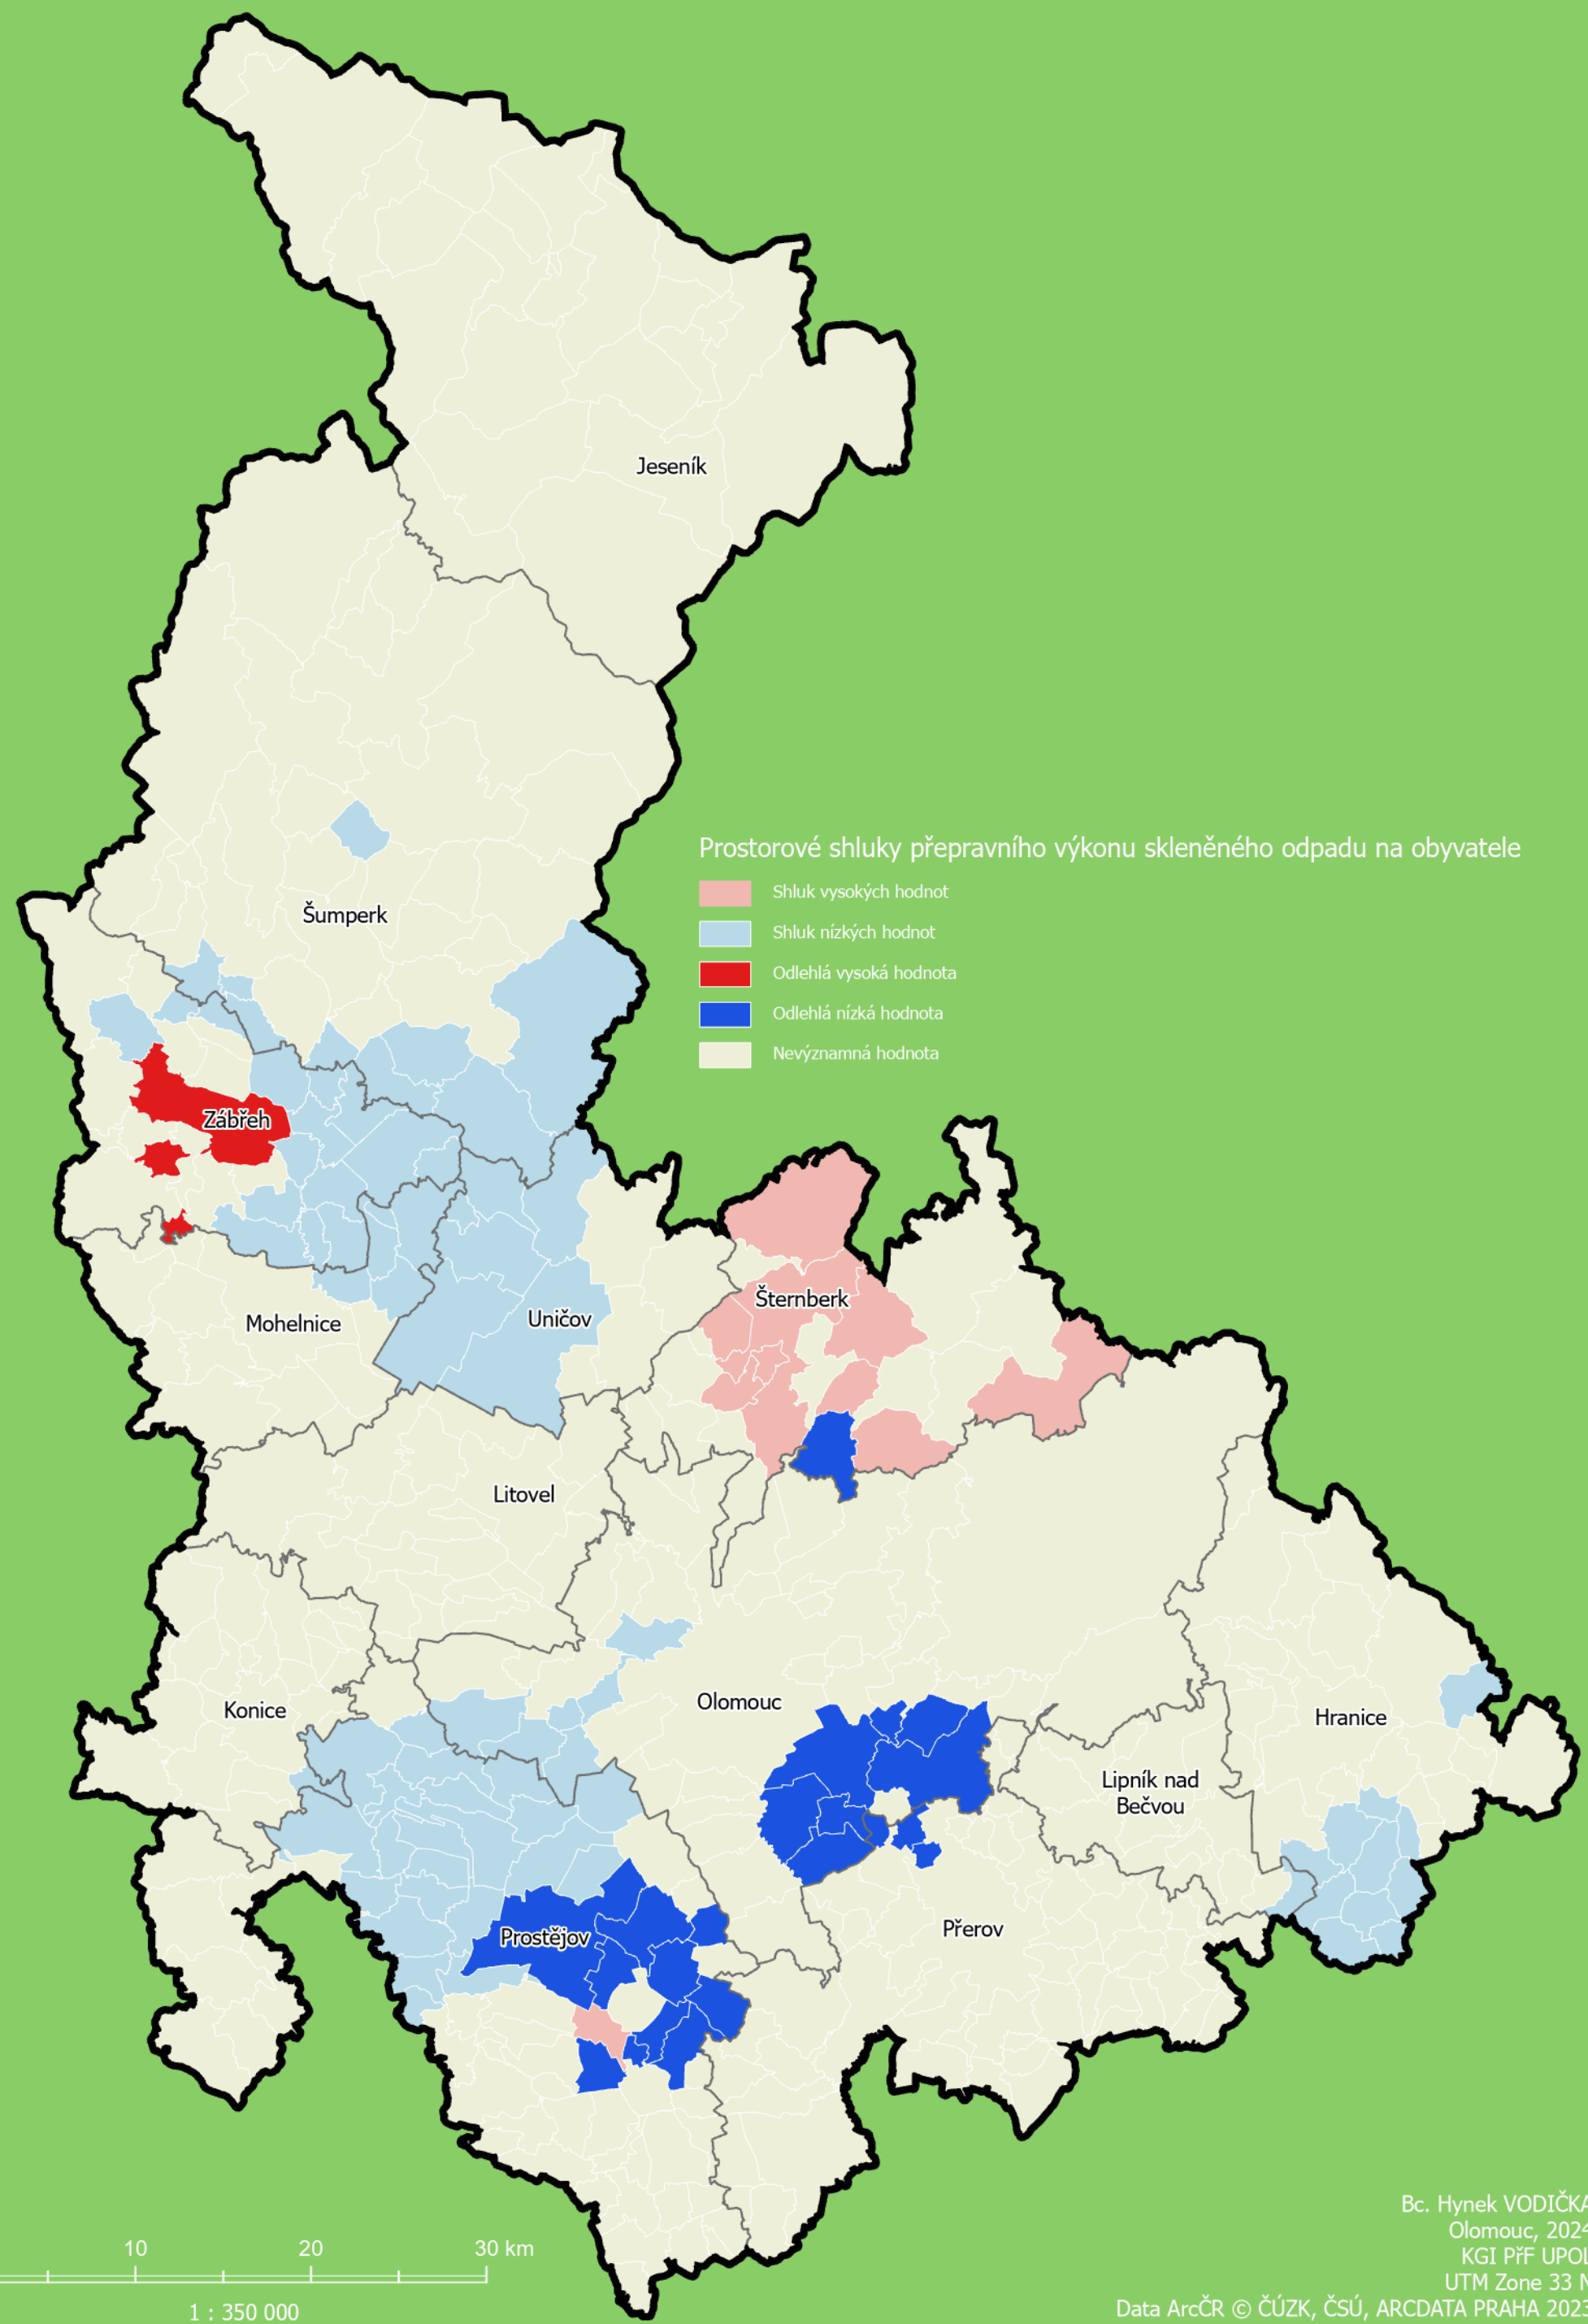 Jeseník
Prostorové shluky přepravního výkonu skleněného odpadu na obyvatele
Shluk vysokých hodnot
Šumperk
Shluk nízkých hodnot
Odlehlá vysoká hodnota
Odlehlá nízká hodnota
Nevýznamná hodnota
Zábřeh
Šternberk
Uničov
Mohelnice
Litovel
Olomouc
Konice
Hranice
Lipník nad
Bečvou
Přerov
Prostějov
Bc. Hynek VODIČKA
Olomouc, 2024
KGI PřF UPOL
UTM Zone 33 N
Data ArcČR © ČÚZK, ČSÚ, ARCDATA PRAHA 2023
10 20 30 km
1 : 350 000